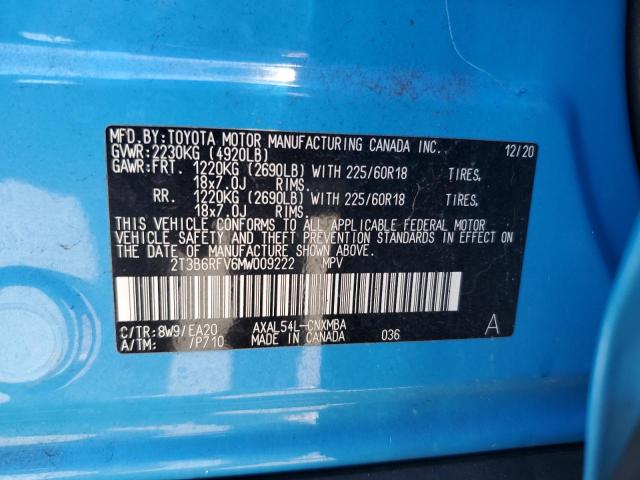 MFD.BY:TOYOTA MOTOR MANUFACTURING CANADA INC. 12/20
GVWR:2230KG (4920LB)
GAWR:FRT. 1220KG (2690LB) WITH 225/60R18 TIRES,
18x7.0J RIMS.
RR. 1220KG (2690LB) WITH 225/60R18 TIRES,
18x7.0J RIMS.
THIS VEHICLE CONFORMS TO ALL APPLICABLE FEDERAL MOTOR
VEHICLE SAFETY AND THEFT PREVENTION STANDARDS IN EFFECT ON
THE DATE OF MANUFACTURE SHOWN ABOVE.
2T3B6RFV6MW009222 MPV
C/TR: 8W9/EA20 AXAL54L-CNXMBA A
A/TM: /P710 MADE IN CANADA 036